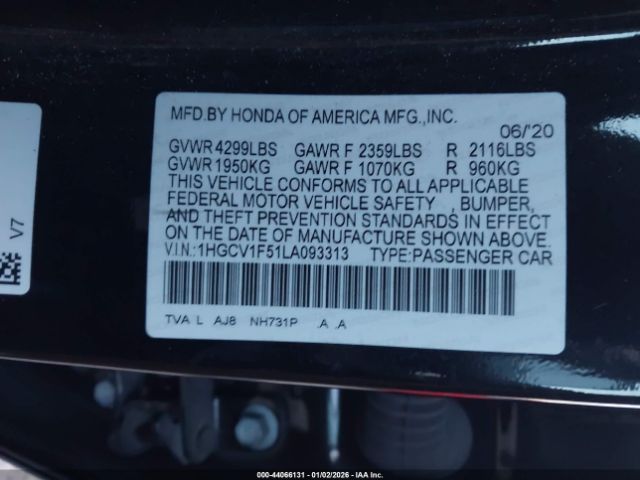 MFD.BY HONDA OF AMERICA MFG.,INC.
06/'20
GVWR 4299LBS GAWR F 2359LBS R 2116LBS
GVWR 1950KG GAWR F 1070KG R 960KG
THIS VEHICLE CONFORMS TO ALL APPLICABLE
FEDERAL MOTOR VEHICLE SAFETY , BUMPER,
AND THEFT PREVENTION STANDARDS IN EFFECT
ON THE DATE OF MANUFACTURE SHOWN ABOVE.
V.I.N.:1HGCV1F51LA093313 TYPE:PASSENGER CAR
TVA L AJ8 NH731P .A .A
V7
000-44066131 - 01/02/2026 - IAA Inc.